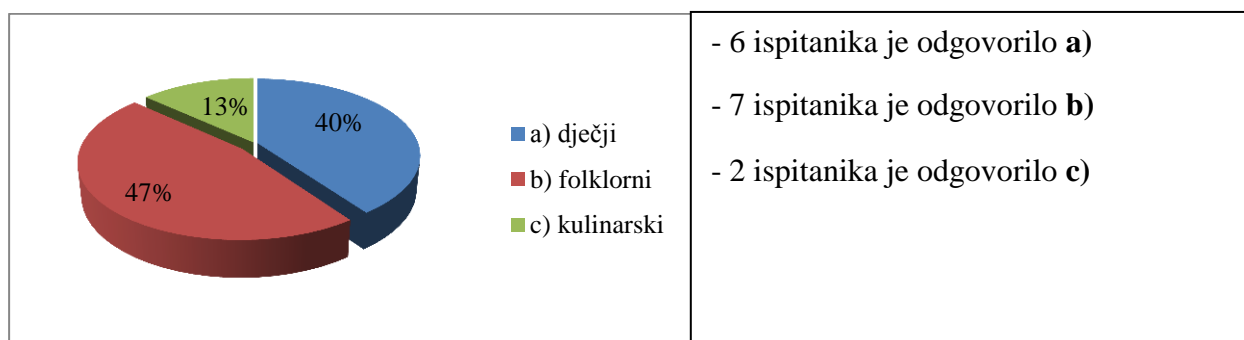 13%
40%
47%
a) dječji
b) folklorni
c) kulinarski
- 6 ispitanika je odgovorilo a)
- 7 ispitanika je odgovorilo b)
- 2 ispitanika je odgovorilo c)